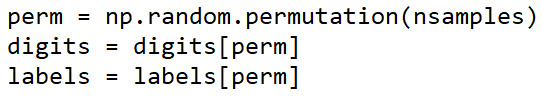 perm = np.random.permutation(nsamples)
digits = digits[perm]
labels = labels[perm]